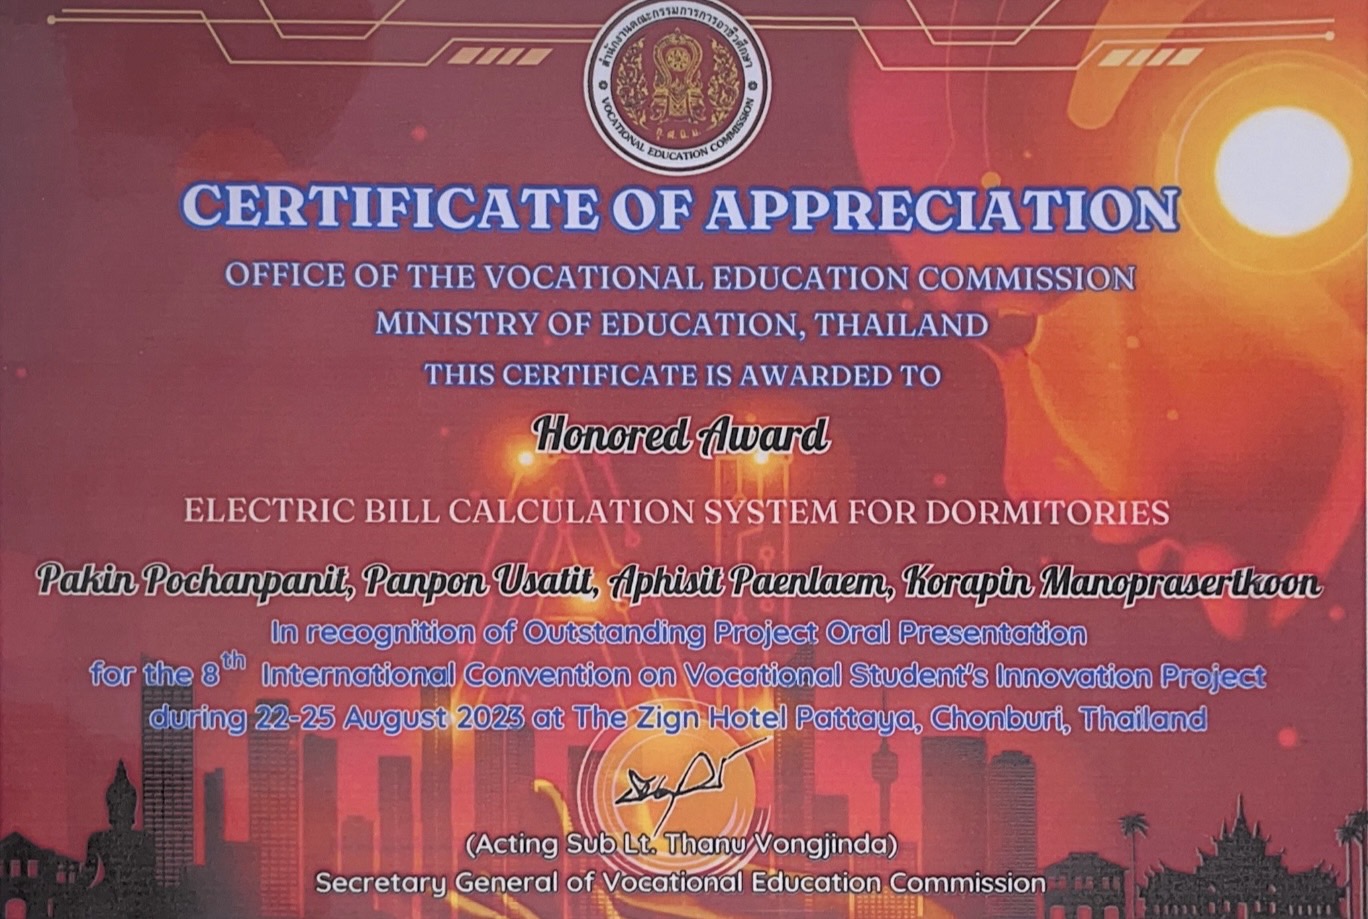 สำนักงานคณะกรรมการการอาชีวศึกษา
VOCATIONAL EDUCATION COMMISSION
CERTIFICATE OF APPRECIATION
OFFICE OF THE VOCATIONAL EDUCATION COMMISSION
MINISTRY OF EDUCATION, THAILAND
THIS CERTIFICATE IS AWARDED TO
Honored Award
ELECTRIC BILL CALCULATION SYSTEM FOR DORMITORIES
Pakin Pochanpanit, Panpon Usatit, Aphisit Paenlaem, Korapin Manoprasertkoon
In recognition of Outstanding Project Oral Presentation
for the 8th International Convention on Vocational Student's Innovation Project
during 22-25 August 2023 at The Zign Hotel Pattaya, Chonburi, Thailand
(Acting Sub Lt. Thanu Vongjinda)
Secretary General of Vocational Education Commission